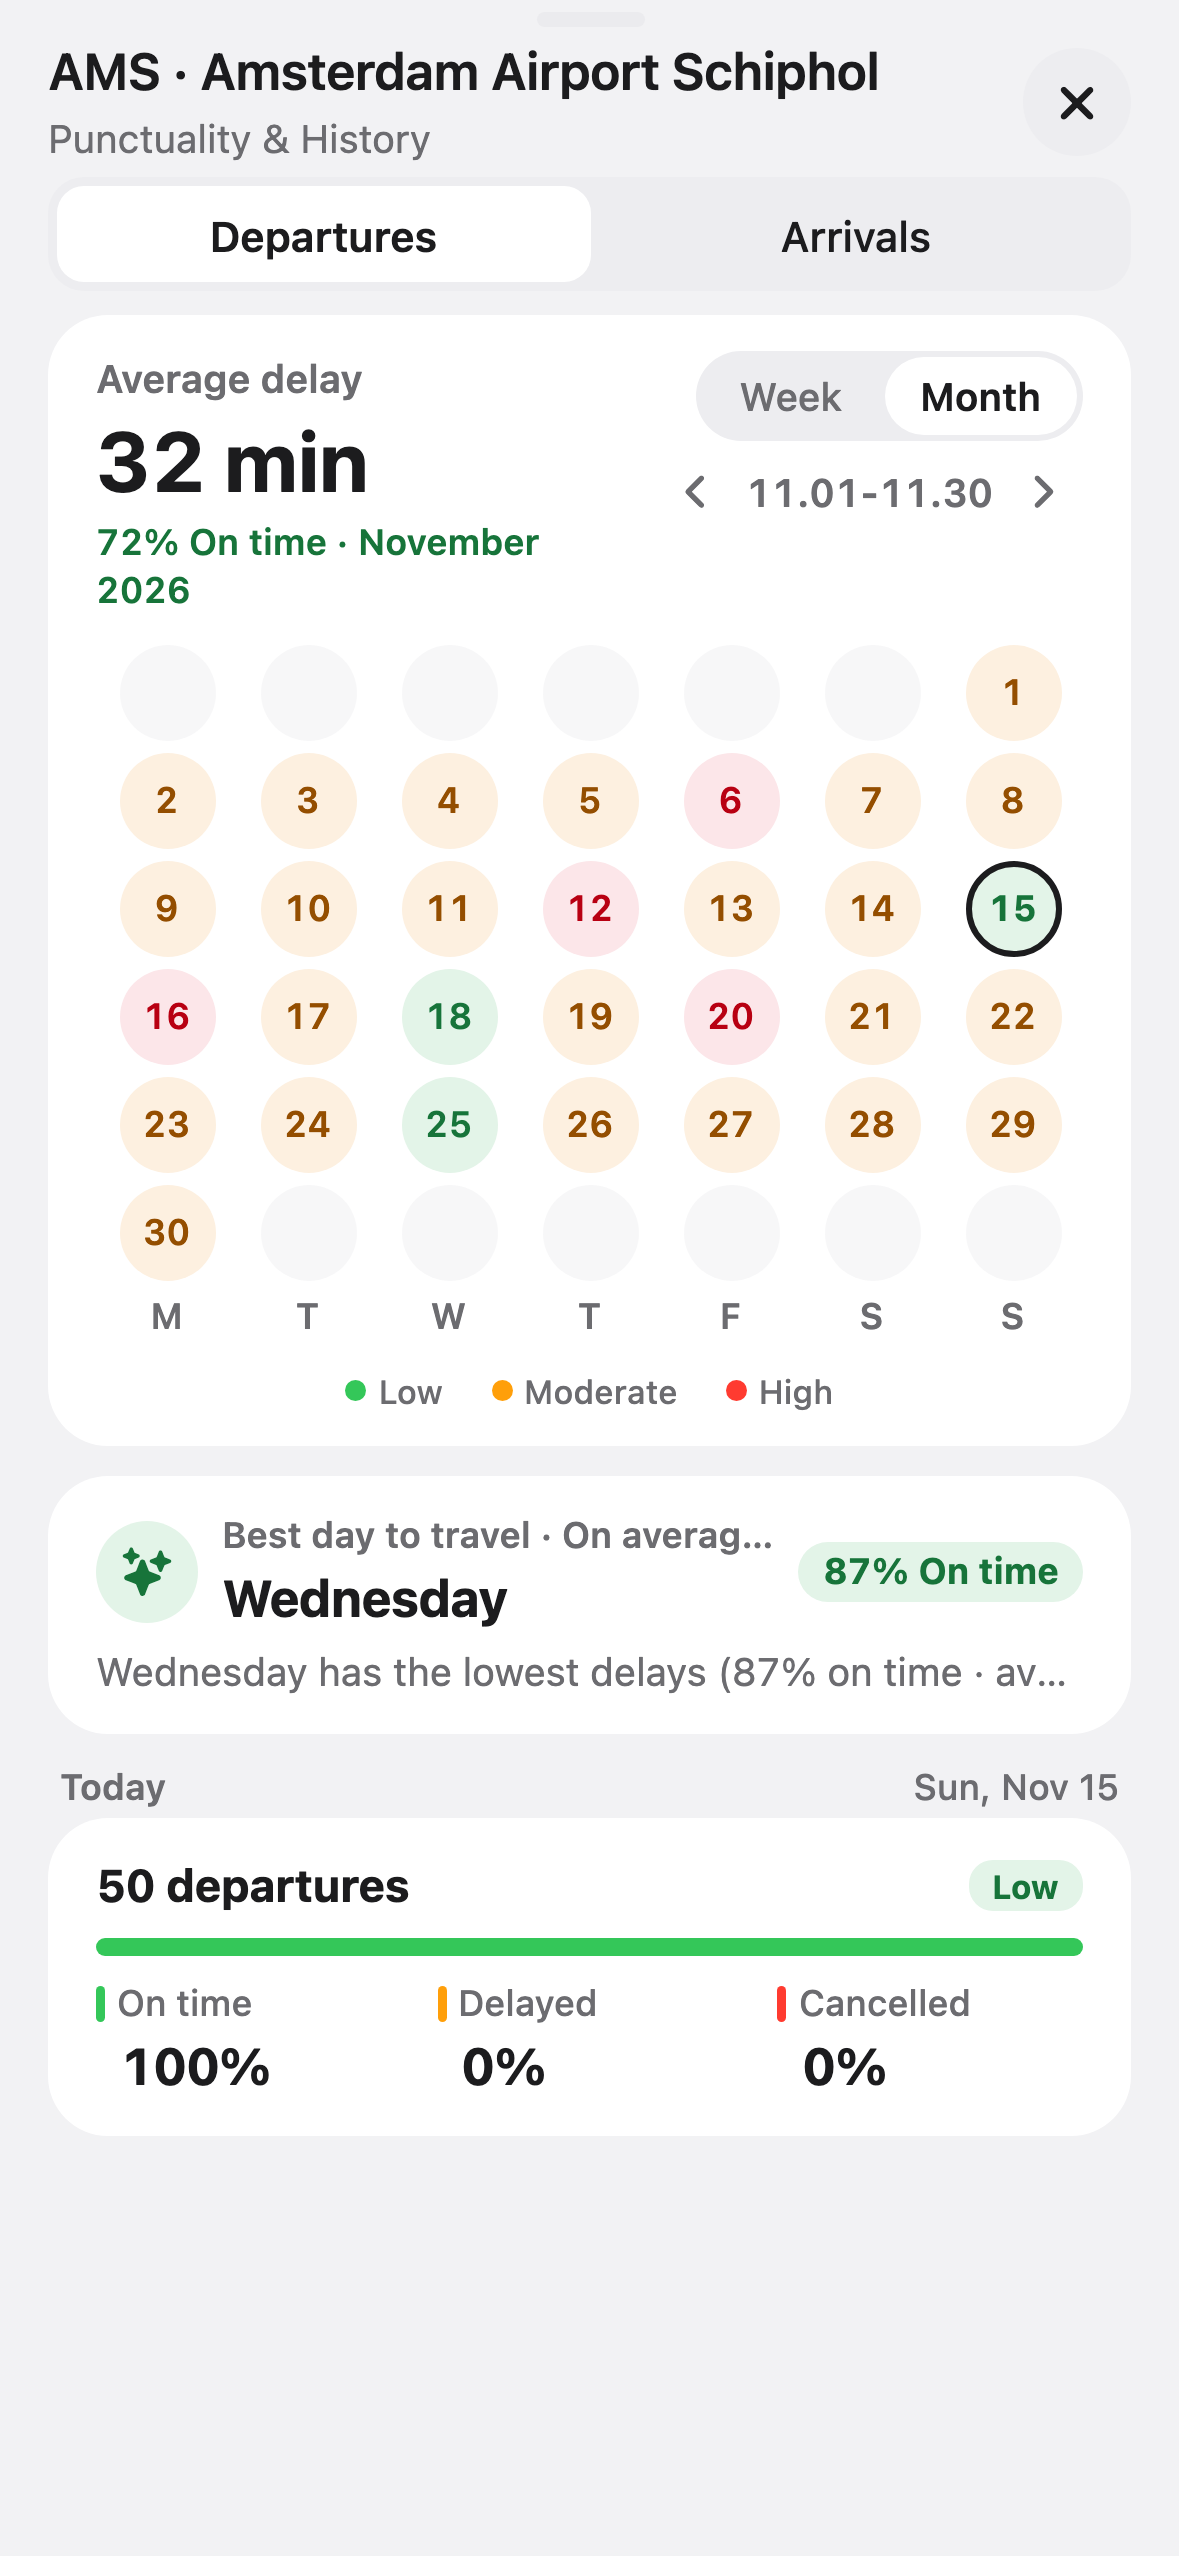 AMS · Amsterdam Airport Schiphol
Punctuality & History
Departures
Arrivals
Average delay
Week
Month
32 min
11.01-11.30
72% On time · November
2026
1
2 3 4 5 6 7 8
9 10 11 12 13 14 15
16 17 18 19 20 21 22
23 24 25 26 27 28 29
30
M T W T F S S
Low
Moderate
High
Best day to travel · On averag...
Wednesday
87% On time
Wednesday has the lowest delays (87% on time · av...
Today
Sun, Nov 15
50 departures
Low
On time
Delayed
Cancelled
100%
0%
0%